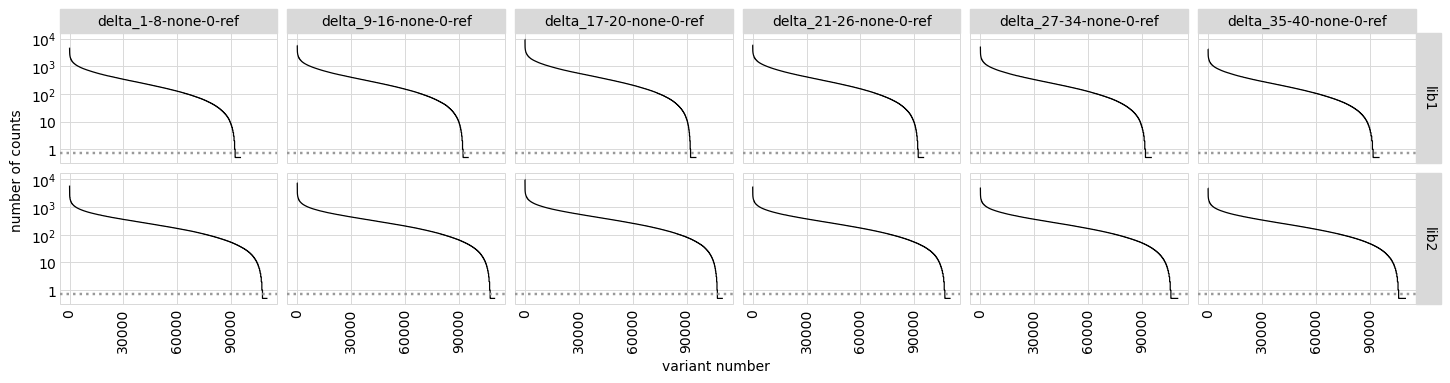 delta_1-8-none-0-ref delta_9-16-none-0-ref delta_17-20-none-0-ref delta_21-26-none-0-ref delta_27-34-none-0-ref delta_35-40-none-0-ref
number of counts
10⁴
10³
10²
10
1
lib1
10⁴
10³
10²
10
1
lib2
0 30000 60000 90000 0 30000 60000 90000 0 30000 60000 90000 0 30000 60000 90000 0 30000 60000 90000 0 30000 60000 90000
variant number